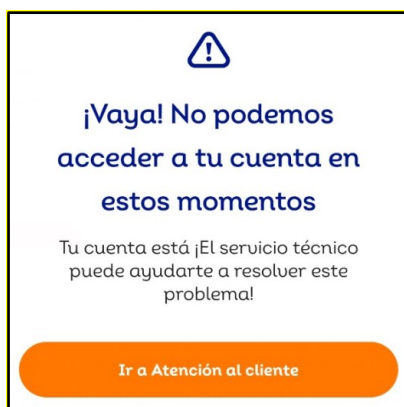 ¡Vaya! No podemos
acceder a tu cuenta en
estos momentos
Tu cuenta está ¡El servicio técnico
puede ayudarte a resolver este
problema!
Ir a Atención al cliente